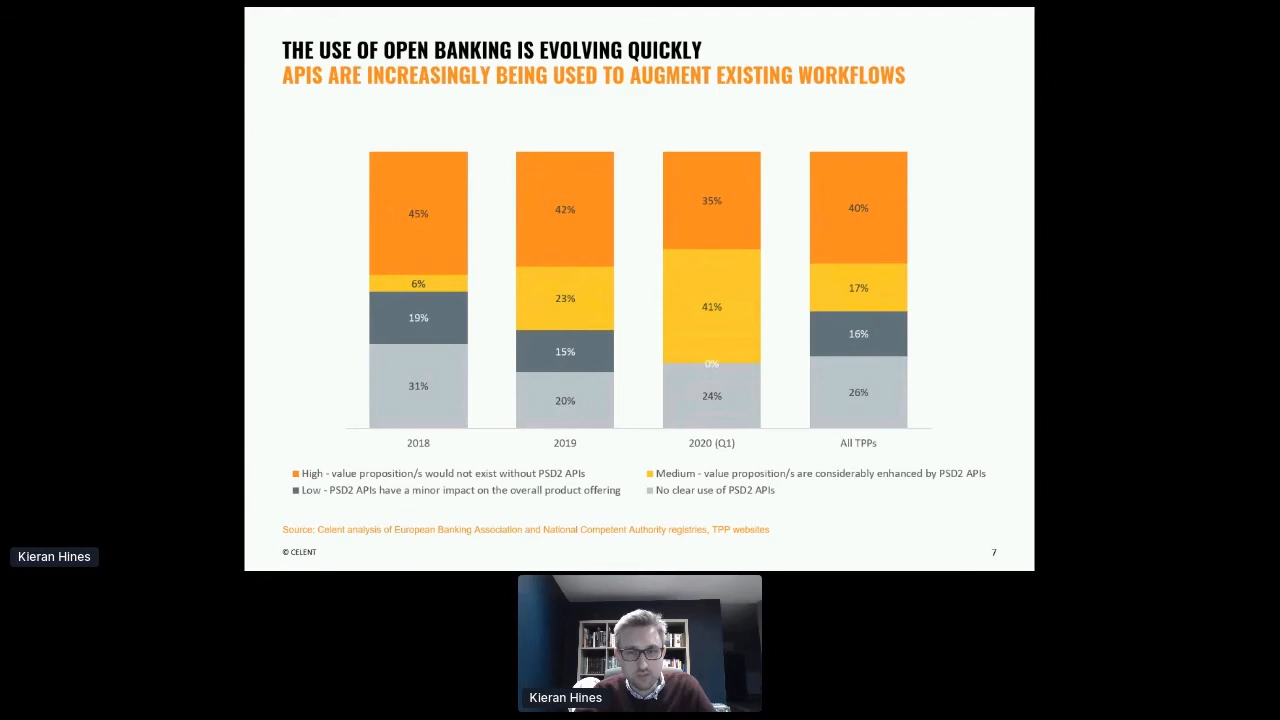 THE USE OF OPEN BANKING IS EVOLVING QUICKLY
APIS ARE INCREASINGLY BEING USED TO AUGMENT EXISTING WORKFLOWS
45% 42% 35% 40%
6% 23% 41% 17%
19% 15% 0% 16%
31% 20% 24% 26%
2018 2019 2020 (Q1) All TPPs
High - value proposition/s would not exist without PSD2 APIs
Medium - value proposition/s are considerably enhanced by PSD2 APIs
Low - PSD2 APIs have a minor impact on the overall product offering
No clear use of PSD2 APIs
Source: Celent analysis of European Banking Association and National Competent Authority registries, TPP websites
© CELENT
7
Kieran Hines
Kieran Hines